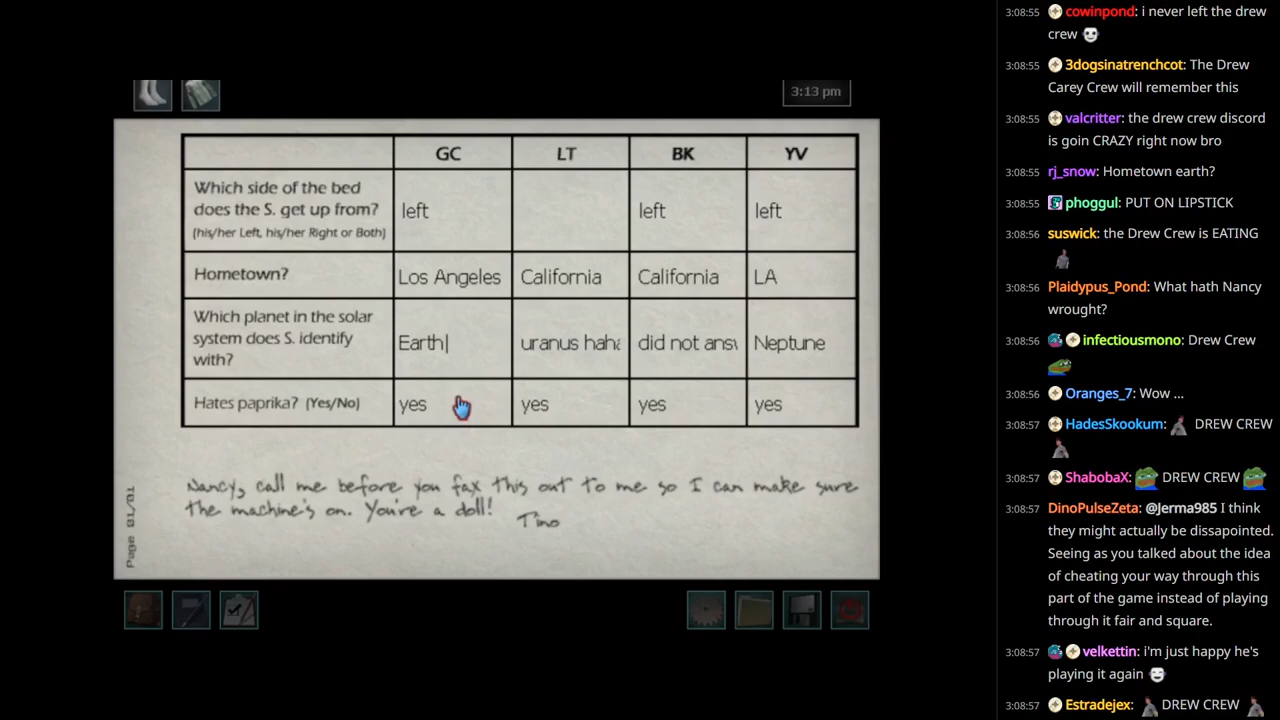 3:13 pm
GC LT BK YV
Which side of the bed
does the S. get up from?
(his/her Left, his/her Right or Both)
left left left
Hometown?
Los Angeles California California LA
Which planet in the solar
system does S. identify
with?
Earth uranus haha did not ans Neptune
Hates paprika? (Yes/No)
yes yes yes yes
Nancy, call me before you fax this out to me so I can make sure
the machine's on. You're a doll!
Tino
Page 01/01
3:08:55 cowinpond: i never left the drew
crew
3:08:55 3dogsinatrenchcot: The Drew
Carey Crew will remember this
3:08:55 valcritter: the drew crew discord
is goin CRAZY right now bro
3:08:55 rj_snow: Hometown earth?
3:08:55 phoggul: PUT ON LIPSTICK
3:08:56 suswick: the Drew Crew is EATING
3:08:56 Plaidypus_Pond: What hath Nancy
wrought?
3:08:56 infectiousmono: Drew Crew
3:08:56 Oranges_7: Wow ...
3:08:57 HadesSkookum: DREW CREW
3:08:57 ShabobaX: DREW CREW
3:08:57 DinoPulseZeta: @Jerma985 I think
they might actually be dissapointed.
Seeing as you talked about the idea
of cheating your way through this
part of the game instead of playing
through it fair and square.
3:08:57 velkettin: i'm just happy he's
playing it again
3:08:57 Estradejex: DREW CREW